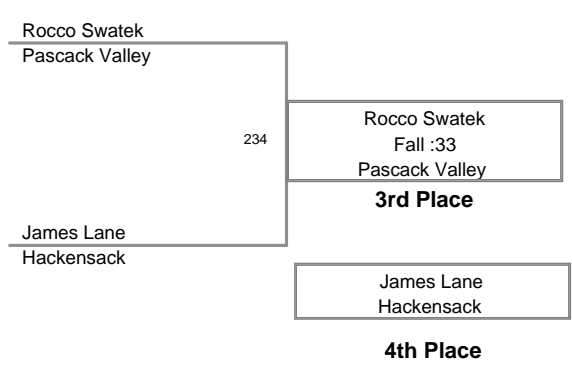 Rocco Swatek
Pascack Valley
234
Rocco Swatek
Fall :33
Pascack Valley
3rd Place
James Lane
Hackensack
James Lane
Hackensack
4th Place